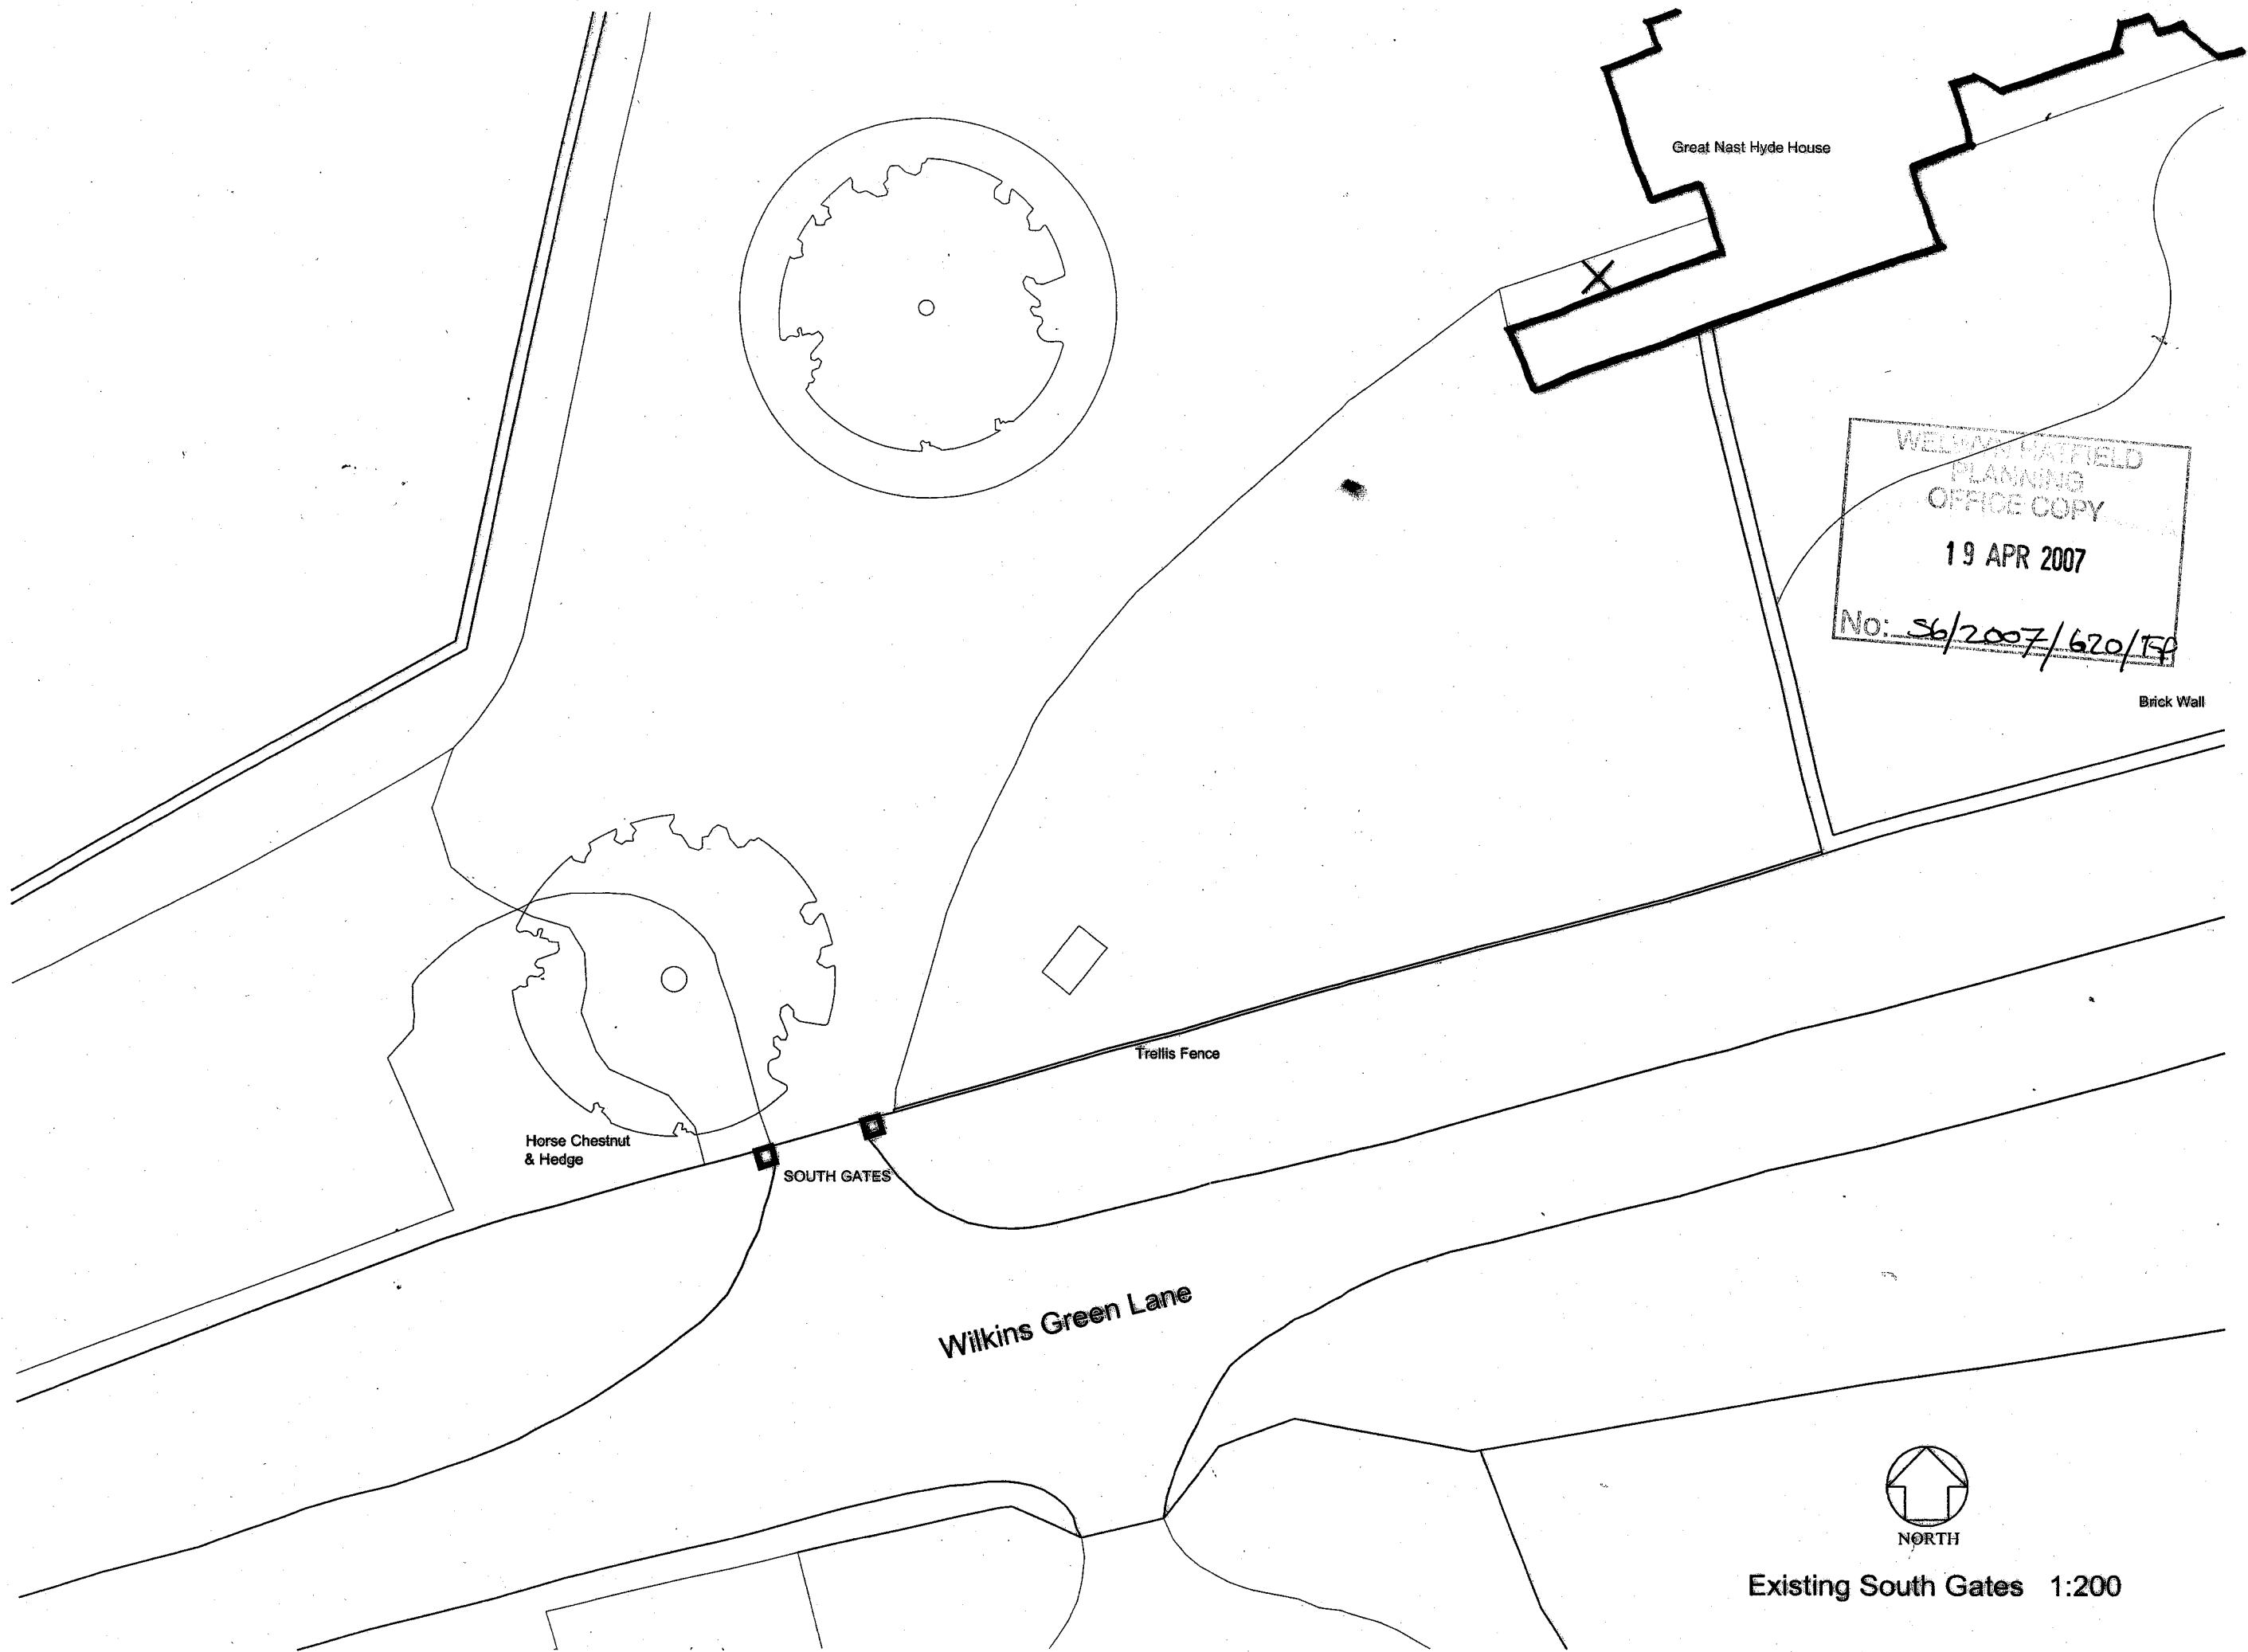 Great Nast Hyde House
WELWYN HATFIELD
PLANNING
OFFICE COPY
19 APR 2007
No: S6/2007/620/FP
Brick Wall
Trellis Fence
Horse Chestnut
& Hedge
SOUTH GATES
Wilkins Green Lane
NORTH
Existing South Gates 1:200